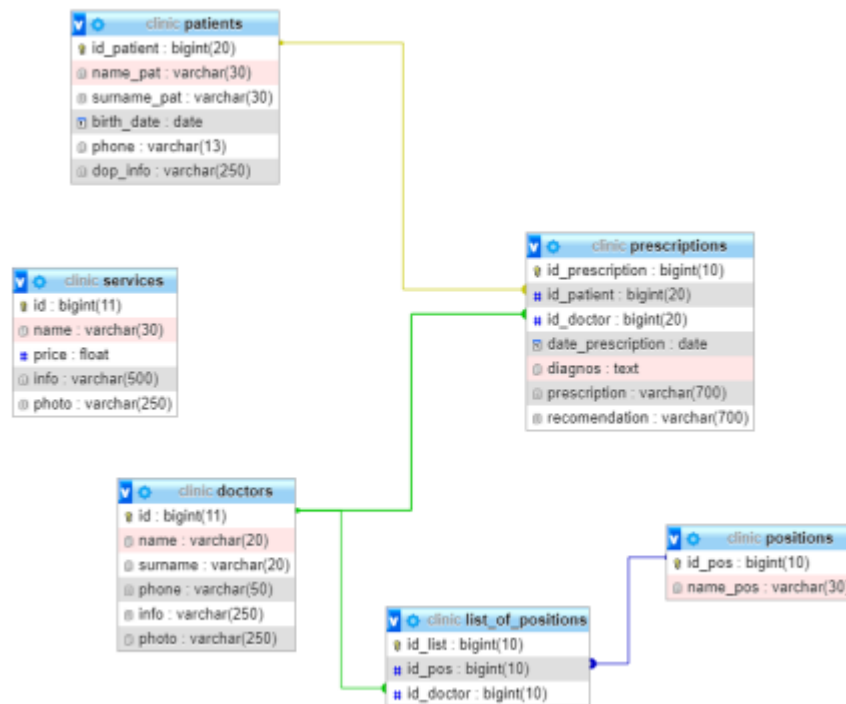 clinic patients
id_patient : bigint(20)
name_pat : varchar(30)
surname_pat : varchar(30)
birth_date : date
phone : varchar(13)
dop_info : varchar(250)
clinic prescriptions
id_prescription : bigint(10)
id_patient : bigint(20)
id_doctor : bigint(20)
date_prescription : date
diagnos : text
prescription : varchar(700)
recomendation : varchar(700)
clinic services
id : bigint(11)
name : varchar(30)
price : float
info : varchar(500)
photo : varchar(250)
clinic doctors
id : bigint(11)
name : varchar(20)
surname : varchar(20)
phone : varchar(50)
info : varchar(250)
photo : varchar(250)
clinic positions
id_pos : bigint(10)
name_pos : varchar(30)
clinic list_of_positions
id_list : bigint(10)
id_pos : bigint(10)
id_doctor : bigint(10)